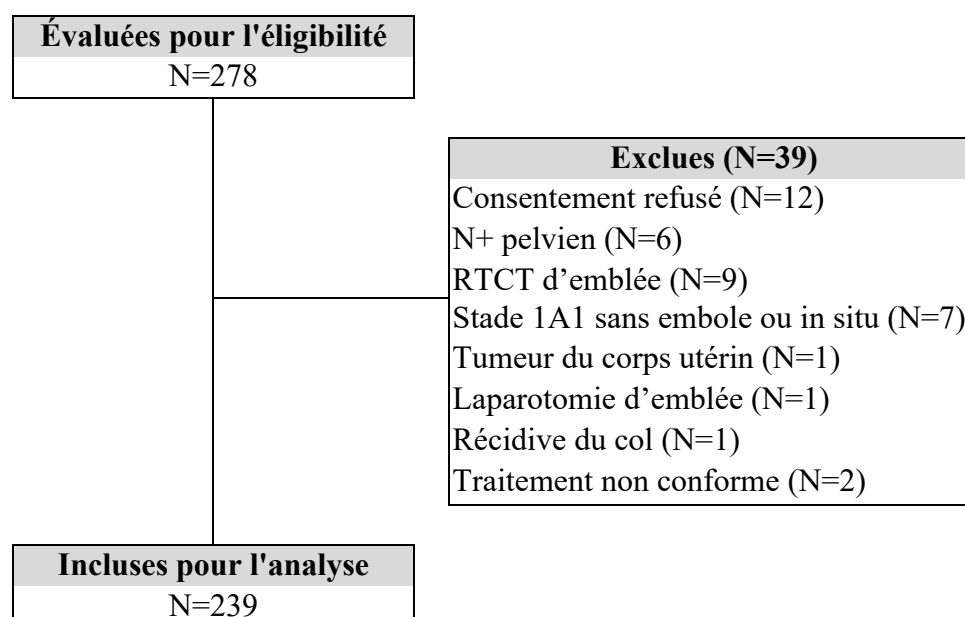 Évaluées pour l'éligibilité
N=278
Exclues (N=39)
Consentement refusé (N=12)
N+ pelvien (N=6)
RTCT d’emblée (N=9)
Stade 1A1 sans embole ou in situ (N=7)
Tumeur du corps utérin (N=1)
Laparotomie d’emblée (N=1)
Récidive du col (N=1)
Traitement non conforme (N=2)
Incluses pour l'analyse
N=239